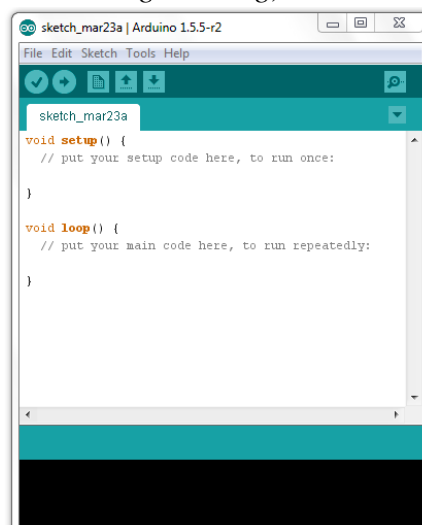 sketch_mar23a | Arduino 1.5.5-r2
File Edit Sketch Tools Help
sketch_mar23a
void setup() {
  // put your setup code here, to run once:
}
void loop() {
  // put your main code here, to run repeatedly:
}